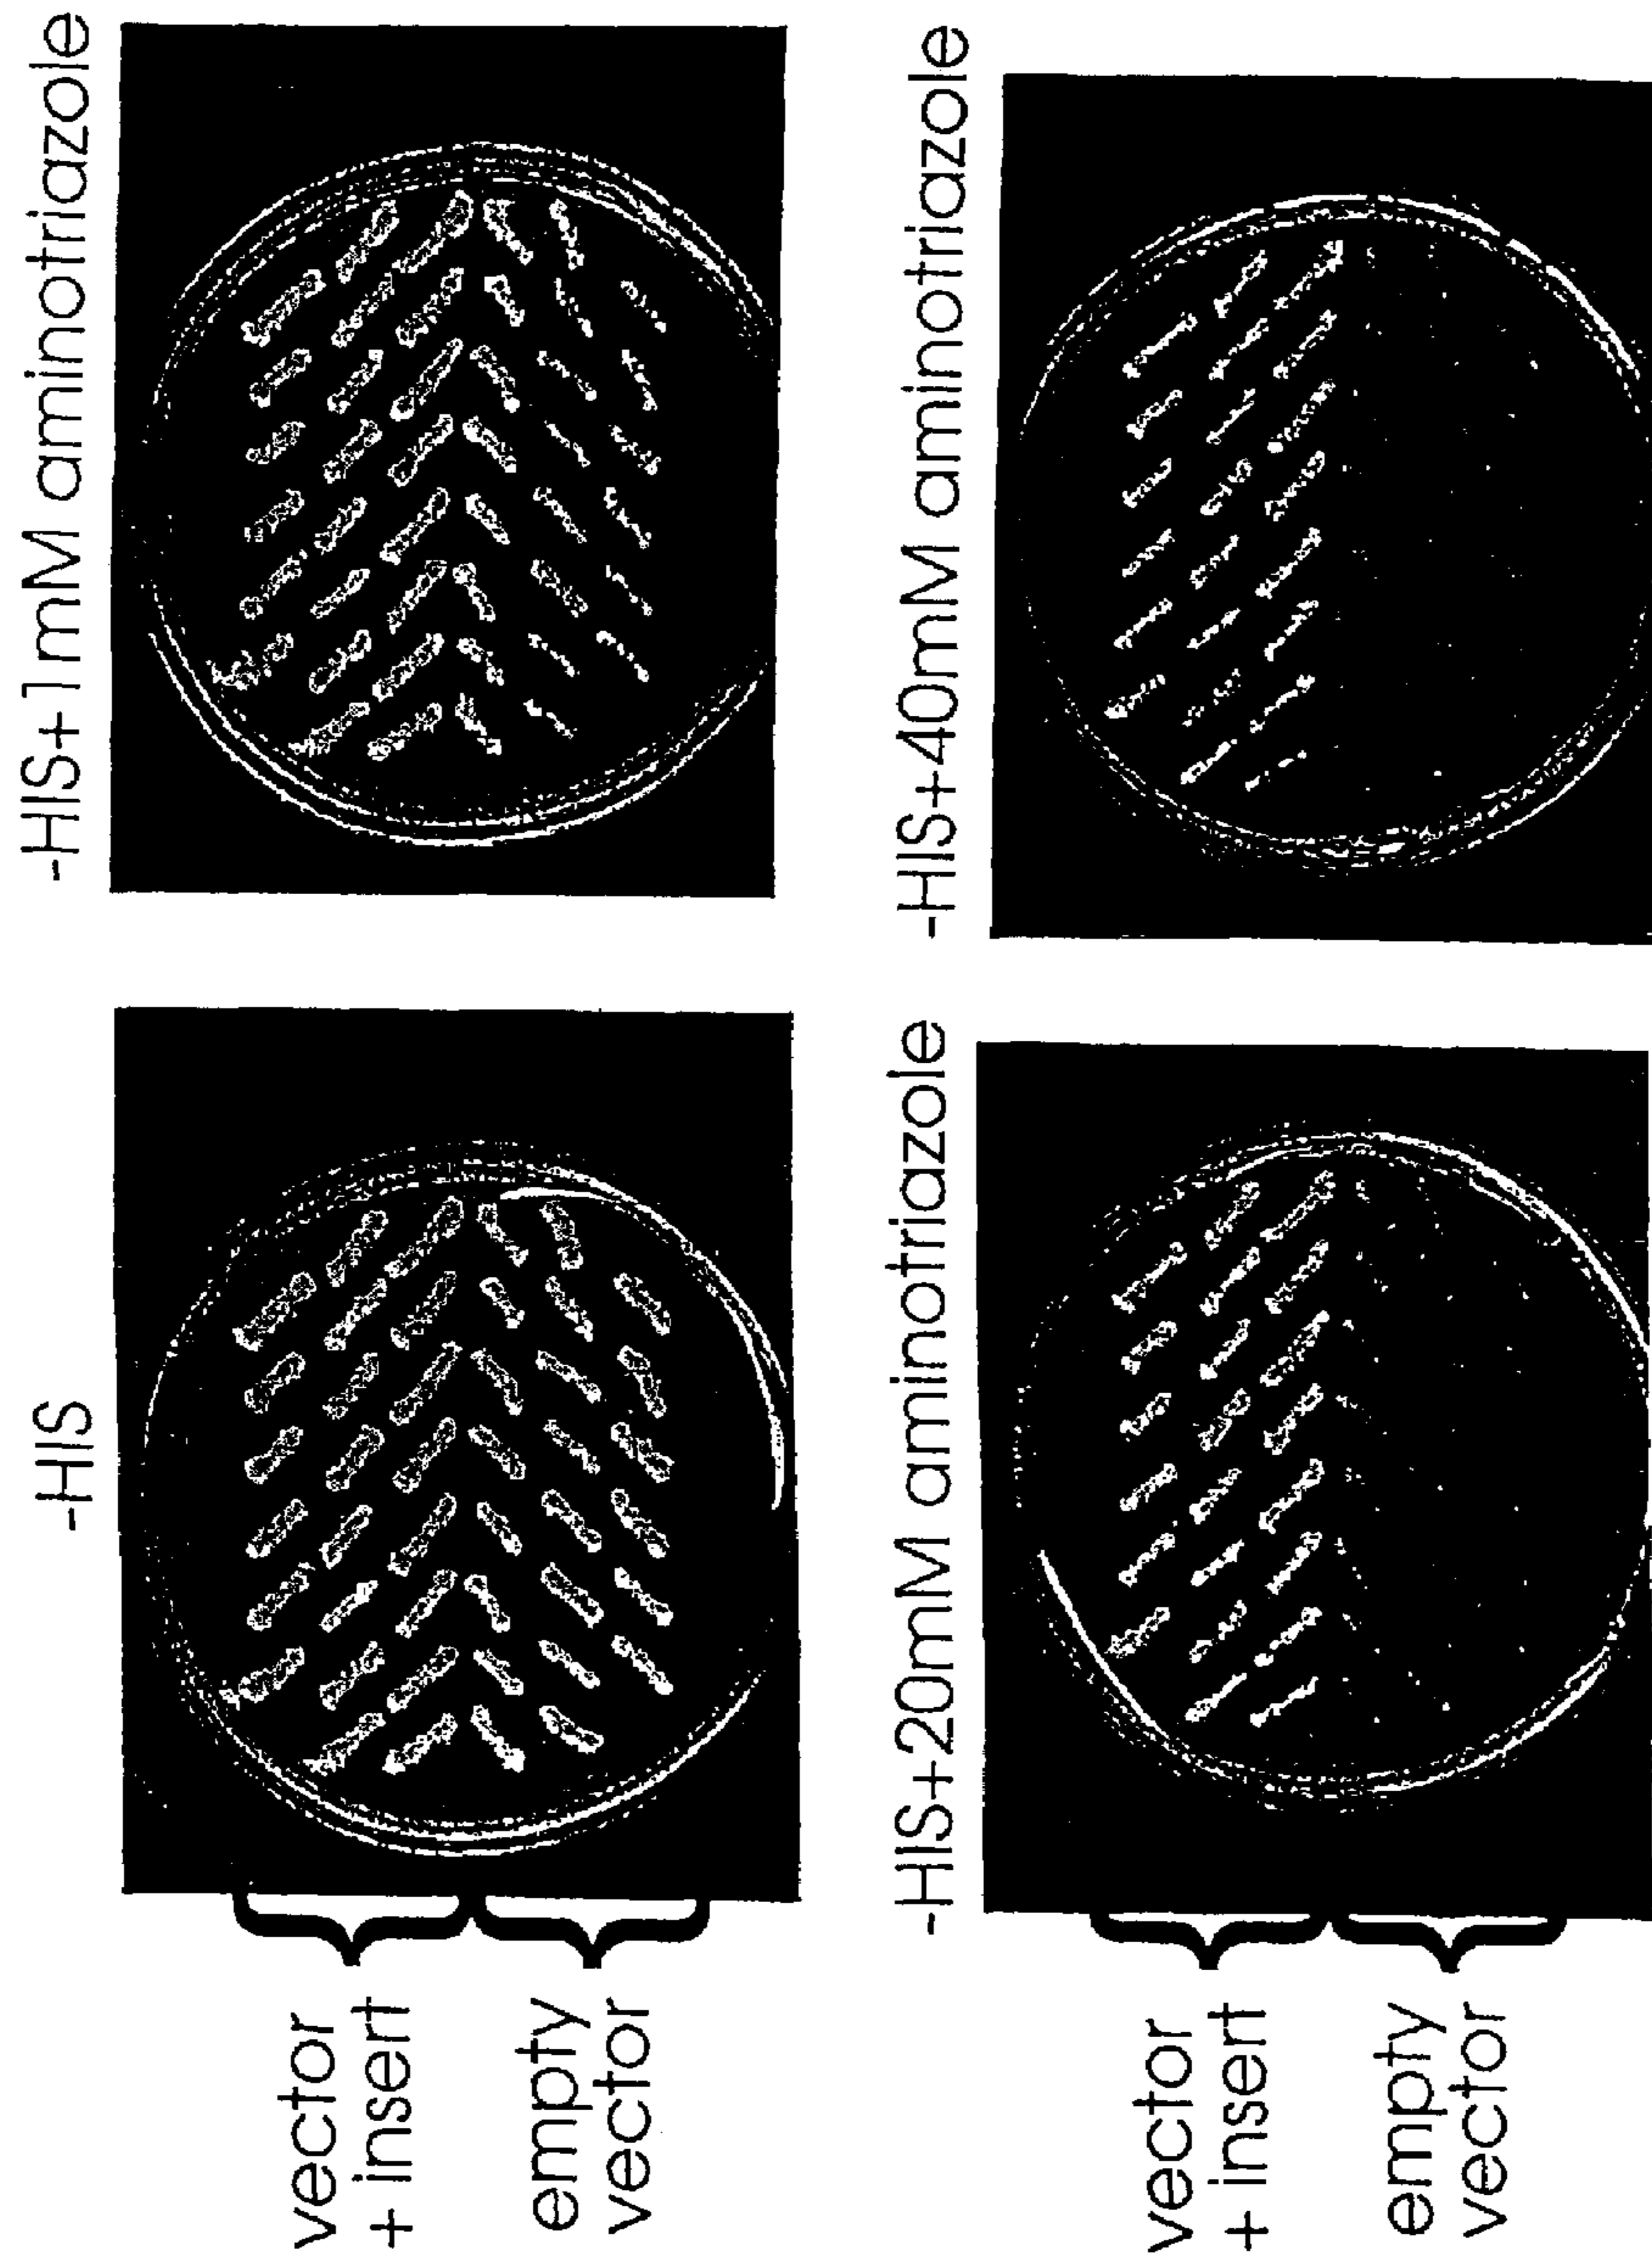 -HIS
-HIS+1mM aminotriazole
vector
+ insert
empty
vector
-HIS+20mM aminotriazole
-HIS+40mM aminotriazole
vector
+ insert
empty
vector